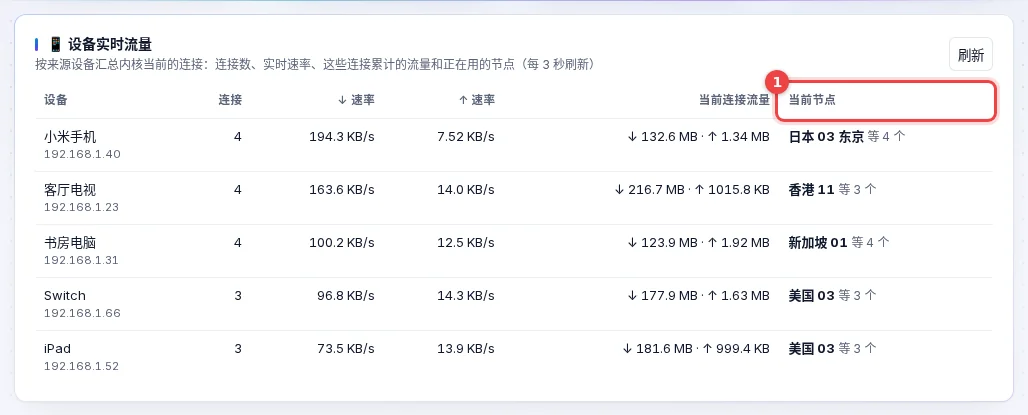 📱 设备实时流量
按来源设备汇总内核当前的连接：连接数、实时速率、这些连接累计的流量和正在用的节点（每 3 秒刷新）
刷新
1
设备 连接 ↓ 速率 ↑ 速率 当前连接流量 当前节点
小米手机 4 194.3 KB/s 7.52 KB/s ↓ 132.6 MB · ↑ 1.34 MB 日本 03 东京 等 4 个
192.168.1.40
客厅电视 4 163.6 KB/s 14.0 KB/s ↓ 216.7 MB · ↑ 1015.8 KB 香港 11 等 3 个
192.168.1.23
书房电脑 4 100.2 KB/s 12.5 KB/s ↓ 123.9 MB · ↑ 1.92 MB 新加坡 01 等 4 个
192.168.1.31
Switch 3 96.8 KB/s 14.3 KB/s ↓ 177.9 MB · ↑ 1.63 MB 美国 03 等 3 个
192.168.1.66
iPad 3 73.5 KB/s 13.9 KB/s ↓ 181.6 MB · ↑ 999.4 KB 美国 03 等 3 个
192.168.1.52